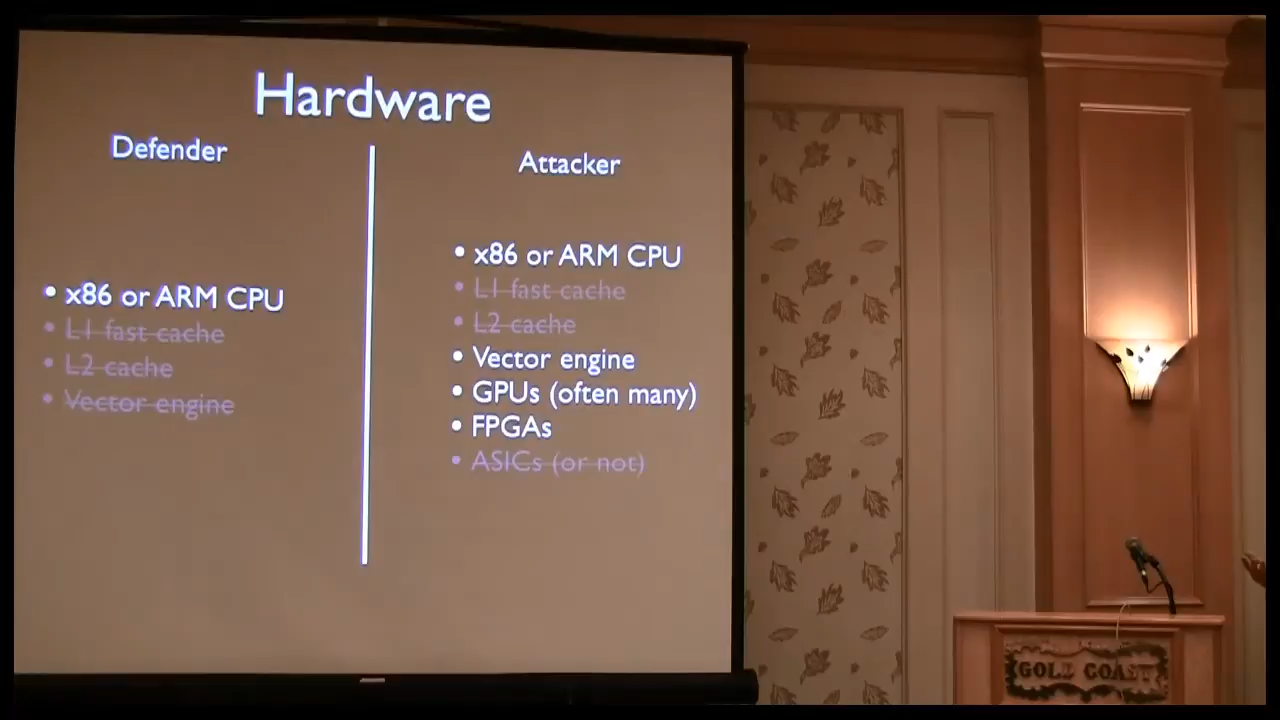 Hardware
Defender
• x86 or ARM CPU
• L1 fast cache
• L2 cache
• Vector engine
Attacker
• x86 or ARM CPU
• L1 fast cache
• L2 cache
• Vector engine
• GPUs (often many)
• FPGAs
• ASICs (or not)
GOLD COAST